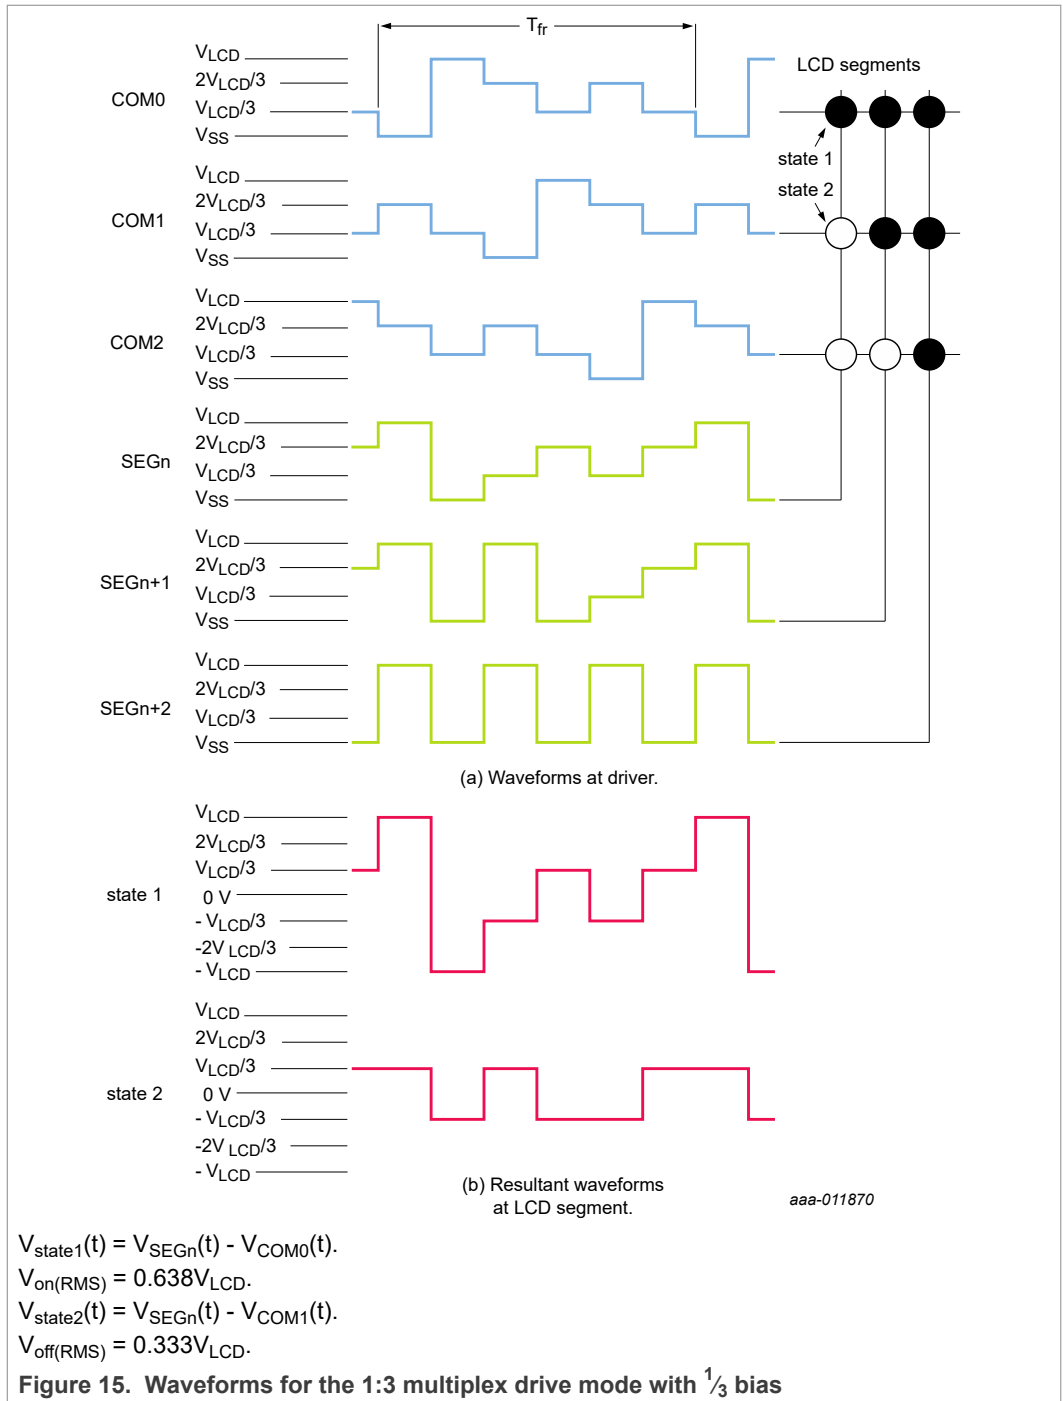 Tfr
VLCD
2VLCD/3
COM0
VLCD/3
VSS
LCD segments
state 1
VLCD
state 2
2VLCD/3
COM1
VLCD/3
VSS
VLCD
2VLCD/3
COM2
VLCD/3
VSS
VLCD
2VLCD/3
SEGn
VLCD/3
VSS
VLCD
2VLCD/3
SEGn+1
VLCD/3
VSS
VLCD
2VLCD/3
SEGn+2
VLCD/3
VSS
(a) Waveforms at driver.
VLCD
2VLCD/3
VLCD/3
state 1
0 V
- VLCD/3
-2V LCD/3
- VLCD
VLCD
2VLCD/3
VLCD/3
state 2
0 V
- VLCD/3
-2V LCD/3
- VLCD
(b) Resultant waveforms
at LCD segment.
aaa-011870
Vstate1(t) = VSEGn(t) - VCOM0(t).
Von(RMS) = 0.638VLCD.
Vstate2(t) = VSEGn(t) - VCOM1(t).
Voff(RMS) = 0.333VLCD.
Figure 15. Waveforms for the 1:3 multiplex drive mode with 1/3 bias